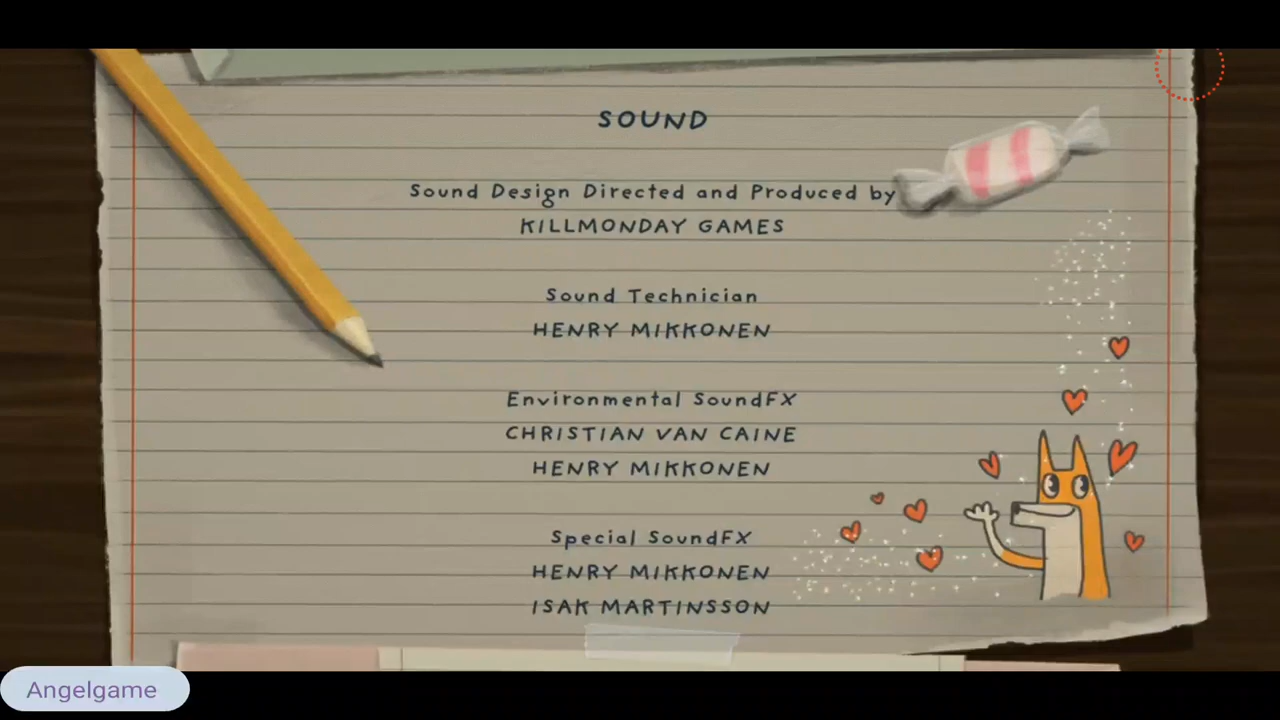 SOUND
Sound Design Directed and Produced by
KILLMONDAY GAMES
Sound Technician
HENRY MIKKONEN
Environmental SoundFX
CHRISTIAN VAN CAINE
HENRY MIKKONEN
Special SoundFX
HENRY MIKKONEN
ISAK MARTINSSON
Angelgame